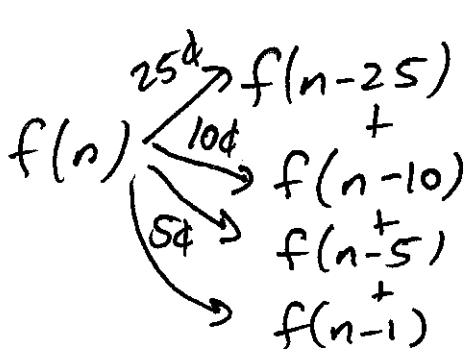 25¢ f(n-25)
+
f(n) 10¢ f(n-10)
+
5¢ f(n-5)
+
f(n-1)